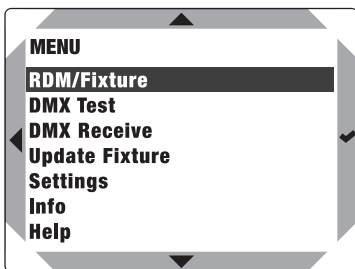 MENU
RDM/Fixture
DMX Test
DMX Receive
Update Fixture
Settings
Info
Help